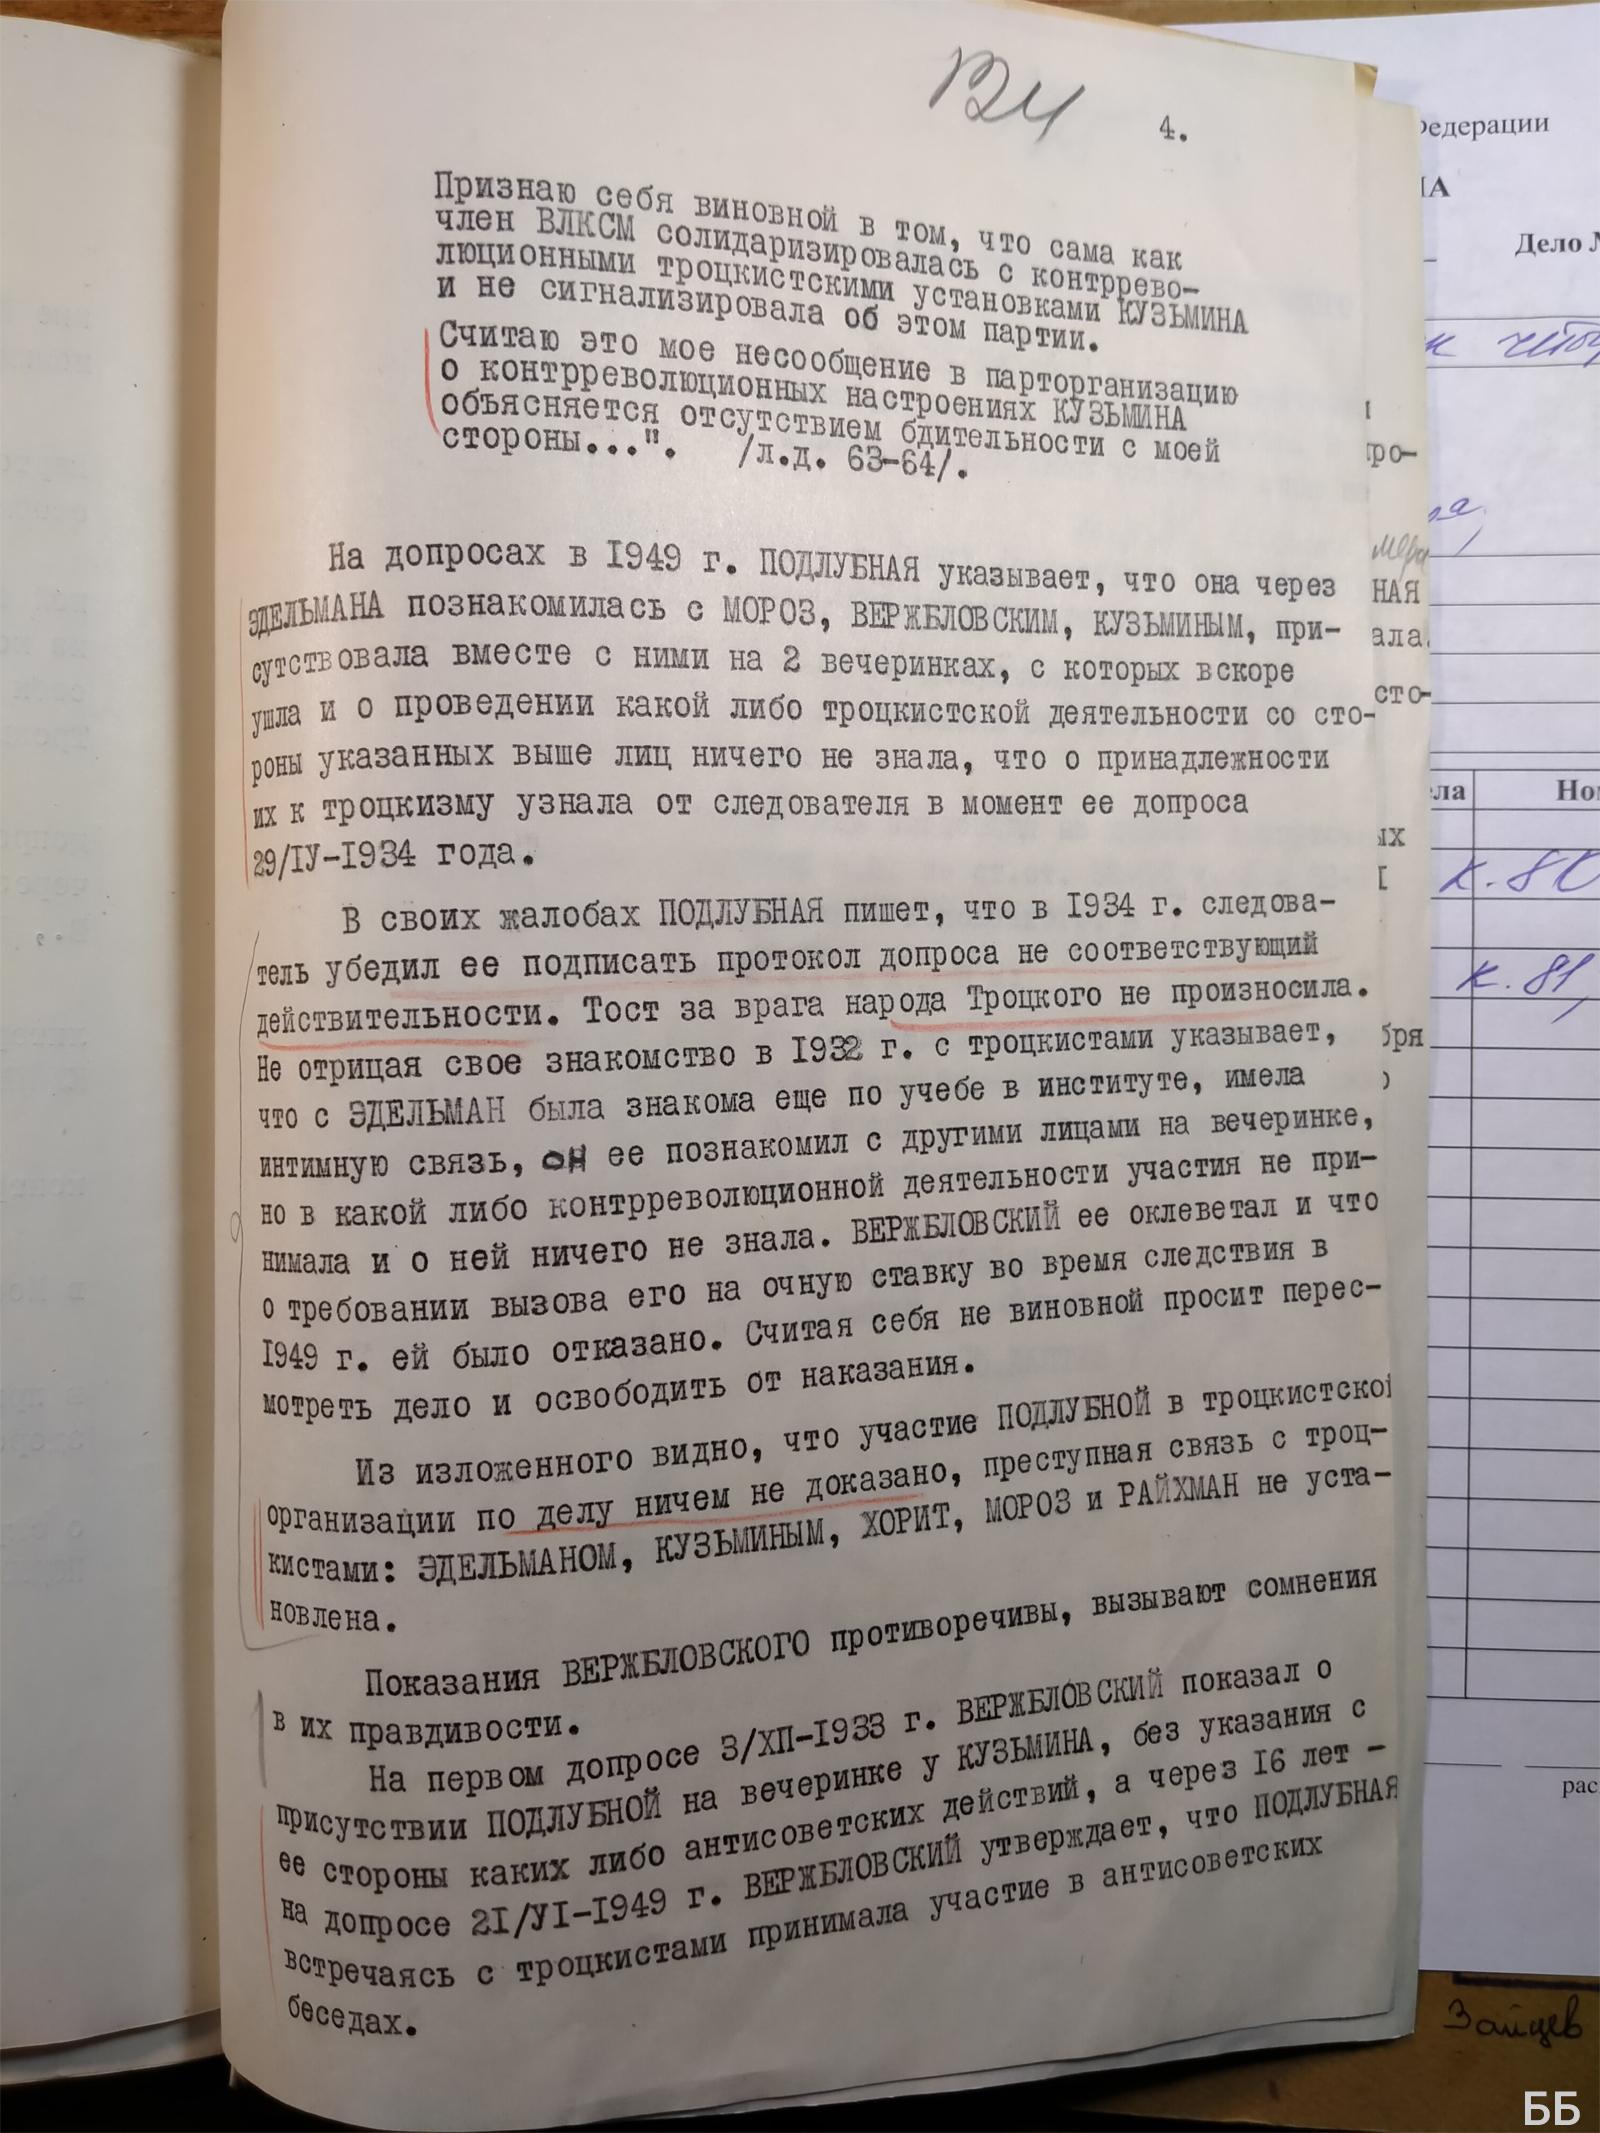 4.
Признаю себя виновной в том, что сама как
член ВЛКСМ солидаризировалась с контррево-
люционными троцкистскими установками КУЗЬМИНА
и не сигнализировала об этом партии.
Считаю это мое несообщение в парторганизацию
о контрреволюционных настроениях КУЗЬМИНА
объясняется отсутствием бдительности с моей
стороны...". /л.д. 63-64/.
На допросах в 1949 г. ПОДЛУБНАЯ указывает, что она через
ЭДЕЛЬМАНА познакомилась с МОРОЗ, ВЕРЖБЛОВСКИМ, КУЗЬМИНЫМ, при-
сутствовала вместе с ними на 2 вечеринках, с которых вскоре
ушла и о проведении какой либо троцкистской деятельности со сто-
роны указанных выше лиц ничего не знала, что о принадлежности
их к троцкизму узнала от следователя в момент ее допроса
29/IУ-1934 года.
В своих жалобах ПОДЛУБНАЯ пишет, что в 1934 г. следова-
тель убедил ее подписать протокол допроса не соответствующий
действительности. Тост за врага народа Троцкого не произносила.
Не отрицая свое знакомство в 1932 г. с троцкистами указывает,
что с ЭДЕЛЬМАН была знакома еще по учебе в институте, имела
интимную связь, он ее познакомил с другими лицами на вечеринке,
но в какой либо контрреволюционной деятельности участия не при-
нимала и о ней ничего не знала. ВЕРЖБЛОВСКИЙ ее оклеветал и что
о требовании вызова его на очную ставку во время следствия в
1949 г. ей было отказано. Считая себя не виновной просит перес-
мотреть дело и освободить от наказания.
Из изложенного видно, что участие ПОДЛУБНОЙ в троцкистской
организации по делу ничем не доказано, преступная связь с троц-
кистами: ЭДЕЛЬМАНОМ, КУЗЬМИНЫМ, ХОРИТ, МОРОЗ и РАЙХМАН не уста-
новлена.
Показания ВЕРЖБЛОВСКОГО противоречивы, вызывают сомнения
в их правдивости.
На первом допросе 3/ХП-1933 г. ВЕРЖБЛОВСКИЙ показал о
присутствии ПОДЛУБНОЙ на вечеринке у КУЗЬМИНА, без указания с
ее стороны каких либо антисоветских действий, а через 16 лет -
на допросе 21/УI-1949 г. ВЕРЖБЛОВСКИЙ утверждает, что ПОДЛУБНАЯ
встречаясь с троцкистами принимала участие в антисоветских
беседах.
Федерации
Дело №
ела
Ном
к. 80
к. 81,
рас
Зайцев
ББ